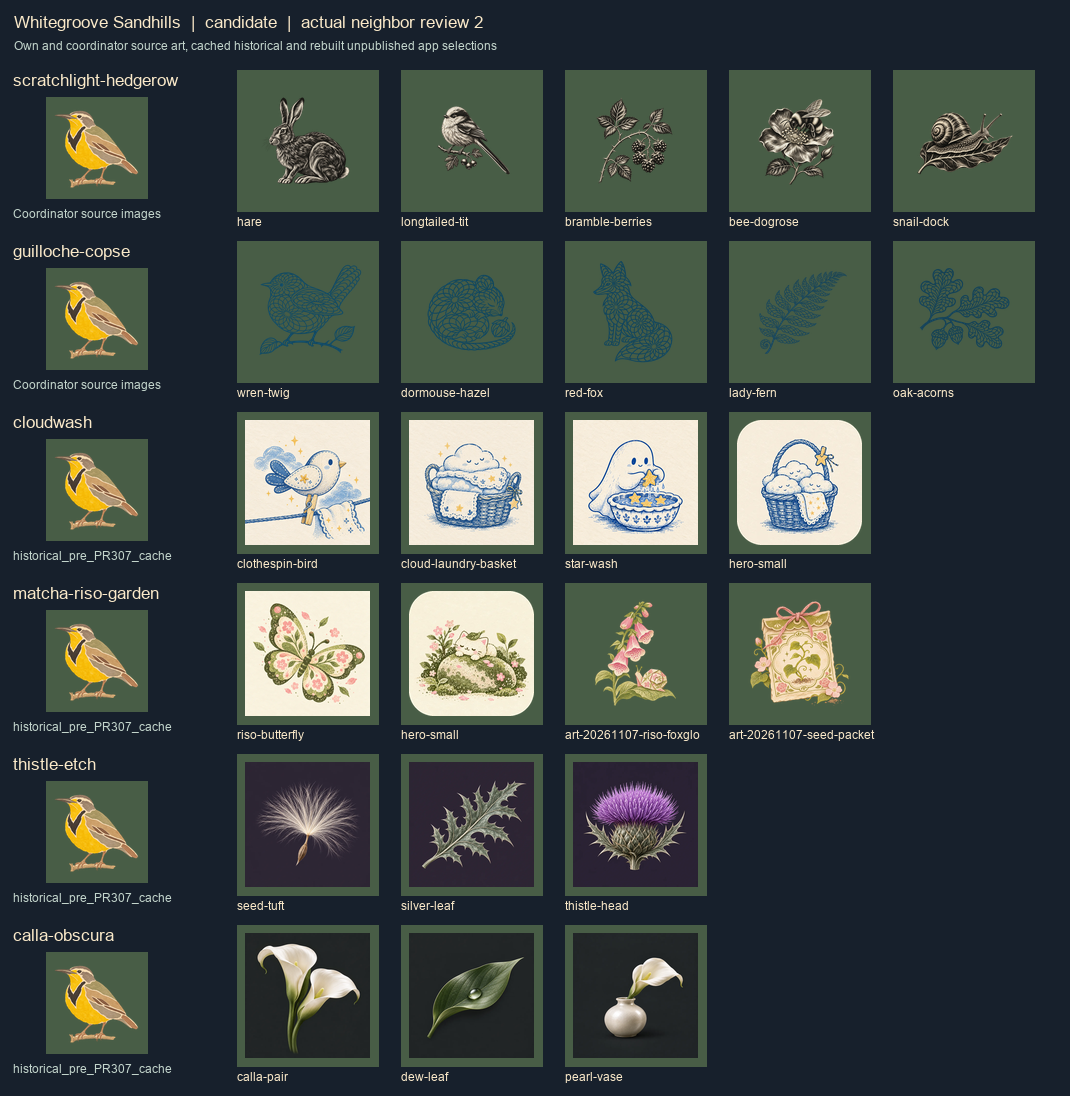 Whitegroove Sandhills | candidate | actual neighbor review 2
Own and coordinator source art, cached historical and rebuilt unpublished app selections
scratchlight-hedgerow
Coordinator source images
hare
longtailed-tit
bramble-berries
bee-dogrose
snail-dock
guilloche-copse
Coordinator source images
wren-twig
dormouse-hazel
red-fox
lady-fern
oak-acorns
cloudwash
historical_pre_PR307_cache
clothespin-bird
cloud-laundry-basket
star-wash
hero-small
matcha-riso-garden
historical_pre_PR307_cache
riso-butterfly
hero-small
art-20261107-riso-foxglo
art-20261107-seed-packet
thistle-etch
historical_pre_PR307_cache
seed-tuft
silver-leaf
thistle-head
calla-obscura
historical_pre_PR307_cache
calla-pair
dew-leaf
pearl-vase